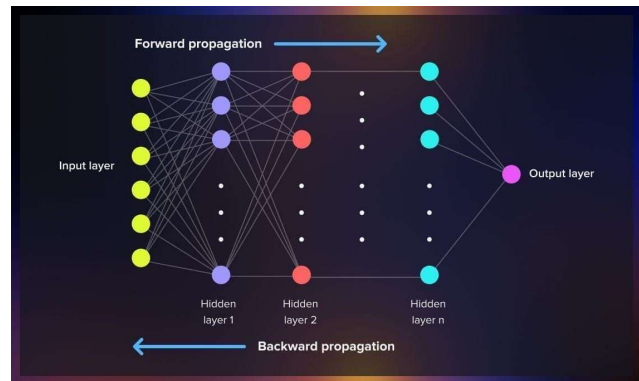 Forward propagation
Input layer
Output layer
Hidden
layer 1
Hidden
layer 2
Hidden
layer n
Backward propagation